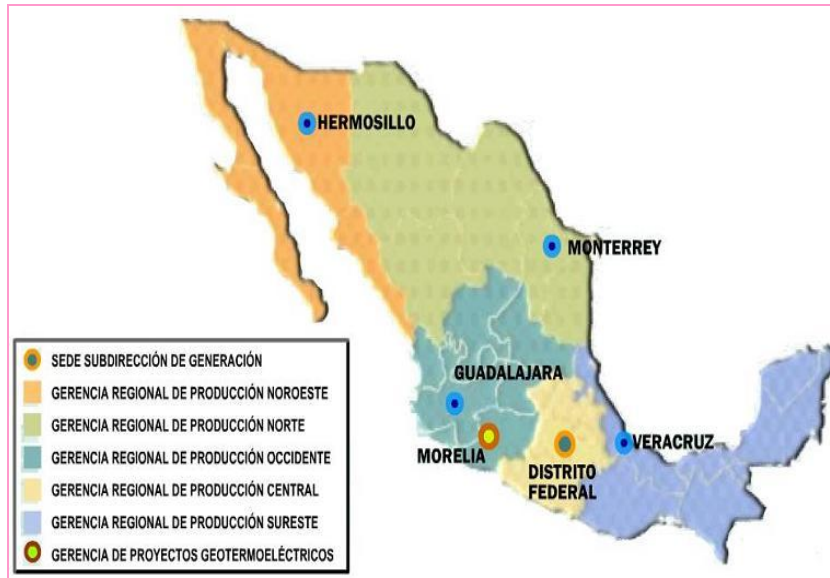 HERMOSILLO
MONTERREY
GUADALAJARA
MORELIA
DISTRITO
FEDERAL
VERACRUZ
SEDE SUBDIRECCIÓN DE GENERACIÓN
GERENCIA REGIONAL DE PRODUCCIÓN NOROESTE
GERENCIA REGIONAL DE PRODUCCIÓN NORTE
GERENCIA REGIONAL DE PRODUCCIÓN OCCIDENTE
GERENCIA REGIONAL DE PRODUCCIÓN CENTRAL
GERENCIA REGIONAL DE PRODUCCIÓN SURESTE
GERENCIA DE PROYECTOS GEOTERMOELÉCTRICOS